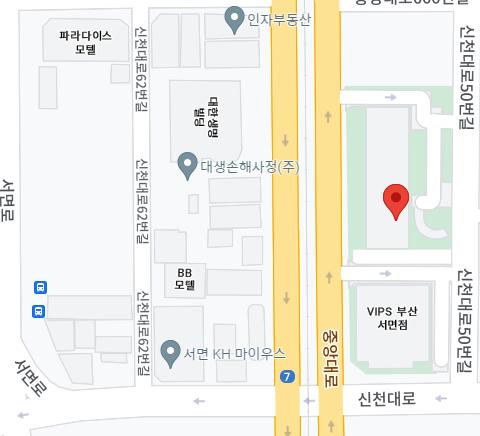 인자부동산
파라다이스
모텔
신천대로62번길
신천대로50번길
대한생명
빌딩
대생손해사정(주)
신천대로62번길
서면로
BB
모텔
신천대로50번길
VIPS 부산
서면점
신천대로62번길
서면 KH 마이우스
중앙대로
서면로
7
신천대로